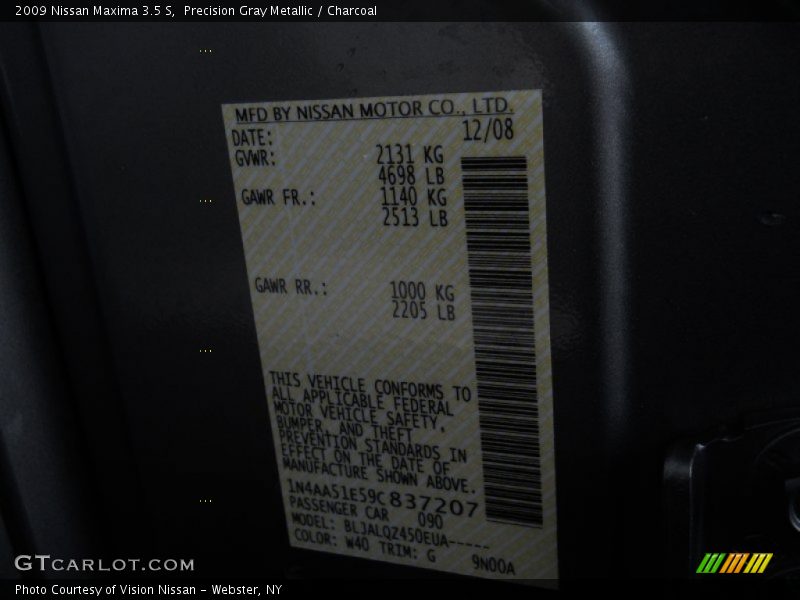 2009 Nissan Maxima 3.5 S,  Precision Gray Metallic / Charcoal
MFD BY NISSAN MOTOR CO., LTD.
DATE: 12/08
GVWR: 2131 KG
4698 LB
GAWR FR.: 1140 KG
2513 LB
GAWR RR.: 1000 KG
2205 LB
THIS VEHICLE CONFORMS TO
ALL APPLICABLE FEDERAL
MOTOR VEHICLE SAFETY,
BUMPER, AND THEFT
PREVENTION STANDARDS IN
EFFECT ON THE DATE OF
MANUFACTURE SHOWN ABOVE.
1N4AA51E59C837207
PASSENGER CAR 090
MODEL: BLJALQZ450EUA-----
COLOR: W40 TRIM: G 9N00A
GTCARLOT.COM
Photo Courtesy of Vision Nissan - Webster, NY